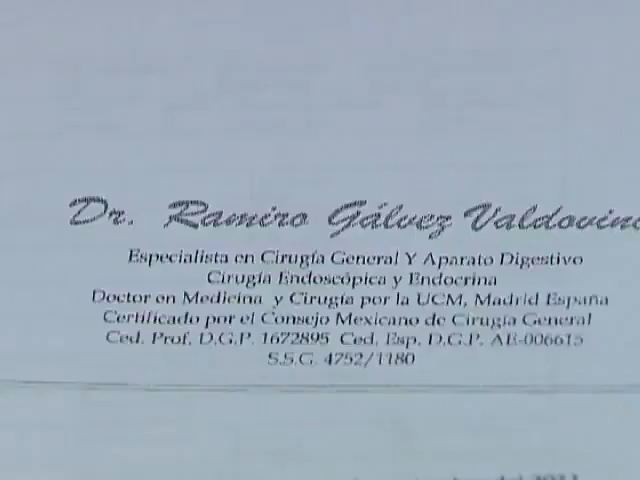 Dr. Ramiro Gálvez Valdovino
Especialista en Cirugía General Y Aparato Digestivo
Cirugía Endoscópica y Endocrina
Doctor en Medicina y Cirugía por la UCM, Madrid España
Certificado por el Consejo Mexicano de Cirugía General
Ced. Prof. D.G.P. 1672895 Ced. Esp. D.G.P. AE-006615
S.S.G. 4752/1180